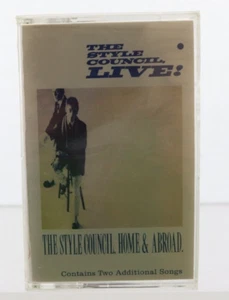 THE
STYLE
COUNCIL,
LIVE!
THE STYLE COUNCIL. HOME & ABROAD.
Contains Two Additional Songs